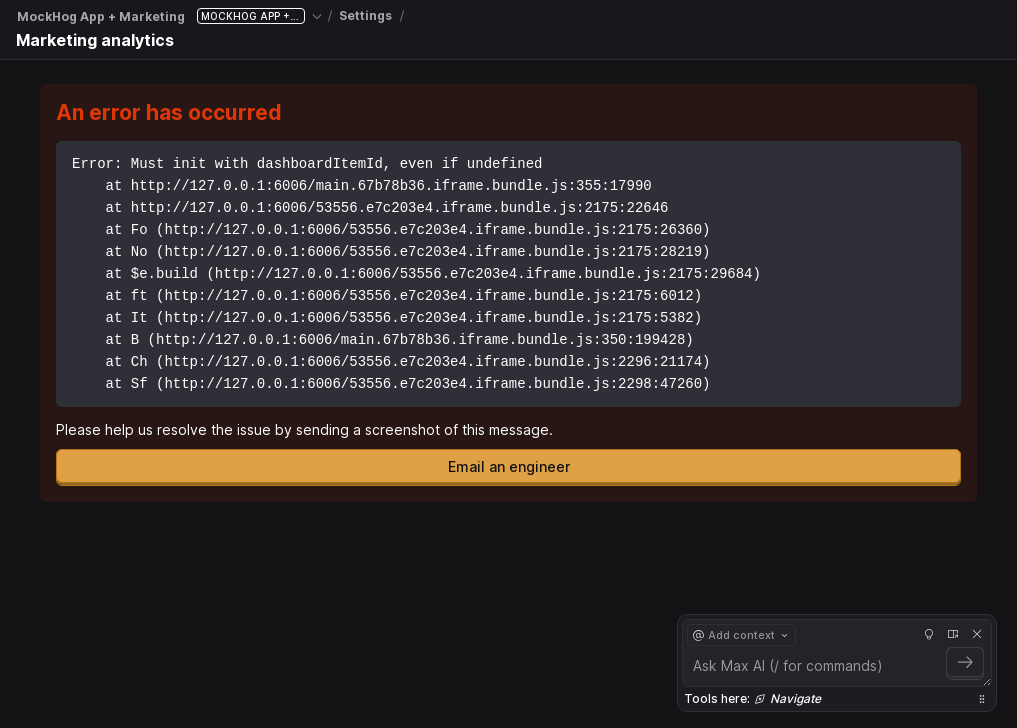 MockHog App + Marketing MOCKHOG APP +... / Settings /
Marketing analytics
An error has occurred
Error: Must init with dashboardItemId, even if undefined
    at http://127.0.0.1:6006/main.67b78b36.iframe.bundle.js:355:17990
    at http://127.0.0.1:6006/53556.e7c203e4.iframe.bundle.js:2175:22646
    at Fo (http://127.0.0.1:6006/53556.e7c203e4.iframe.bundle.js:2175:26360)
    at No (http://127.0.0.1:6006/53556.e7c203e4.iframe.bundle.js:2175:28219)
    at $e.build (http://127.0.0.1:6006/53556.e7c203e4.iframe.bundle.js:2175:29684)
    at ft (http://127.0.0.1:6006/53556.e7c203e4.iframe.bundle.js:2175:6012)
    at It (http://127.0.0.1:6006/53556.e7c203e4.iframe.bundle.js:2175:5382)
    at B (http://127.0.0.1:6006/main.67b78b36.iframe.bundle.js:350:199428)
    at Ch (http://127.0.0.1:6006/53556.e7c203e4.iframe.bundle.js:2296:21174)
    at Sf (http://127.0.0.1:6006/53556.e7c203e4.iframe.bundle.js:2298:47260)
Please help us resolve the issue by sending a screenshot of this message.
Email an engineer
@ Add context
Ask Max AI (/ for commands)
Tools here: Navigate